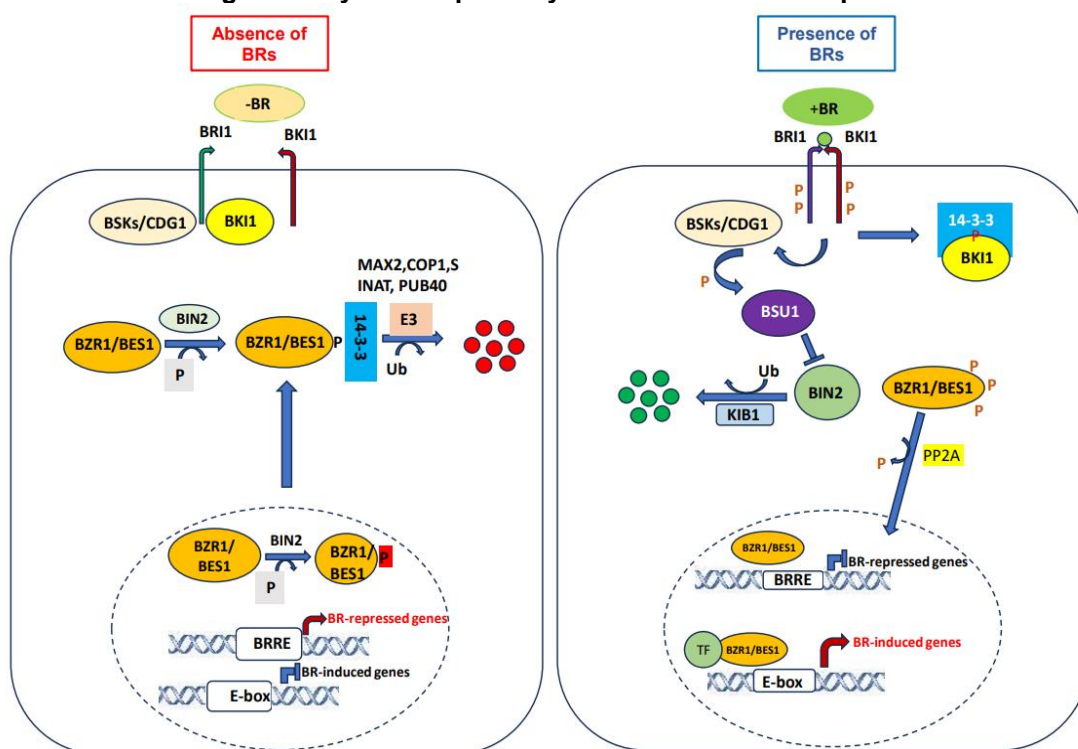 Absence of
BRs
-BR
BRI1
BKI1
BSKs/CDG1
BKI1
MAX2,COP1,S
INAT, PUB40
BZR1/BES1
BIN2
P
BZR1/BES1
P
14-3-3
E3
Ub
BZR1/
BES1
BIN2
P
BZR1/
BES1
P
BR-repressed genes
BRRE
BR-induced genes
E-box
Presence of
BRs
+BR
BRI1
BKI1
P
P
P
P
BSKs/CDG1
14-3-3
P
BKI1
P
BSU1
Ub
KIB1
BIN2
BZR1/BES1
P
P
P
P
PP2A
BZR1/BES1
BR-repressed genes
BRRE
TF
BZR1/BES1
BR-induced genes
E-box